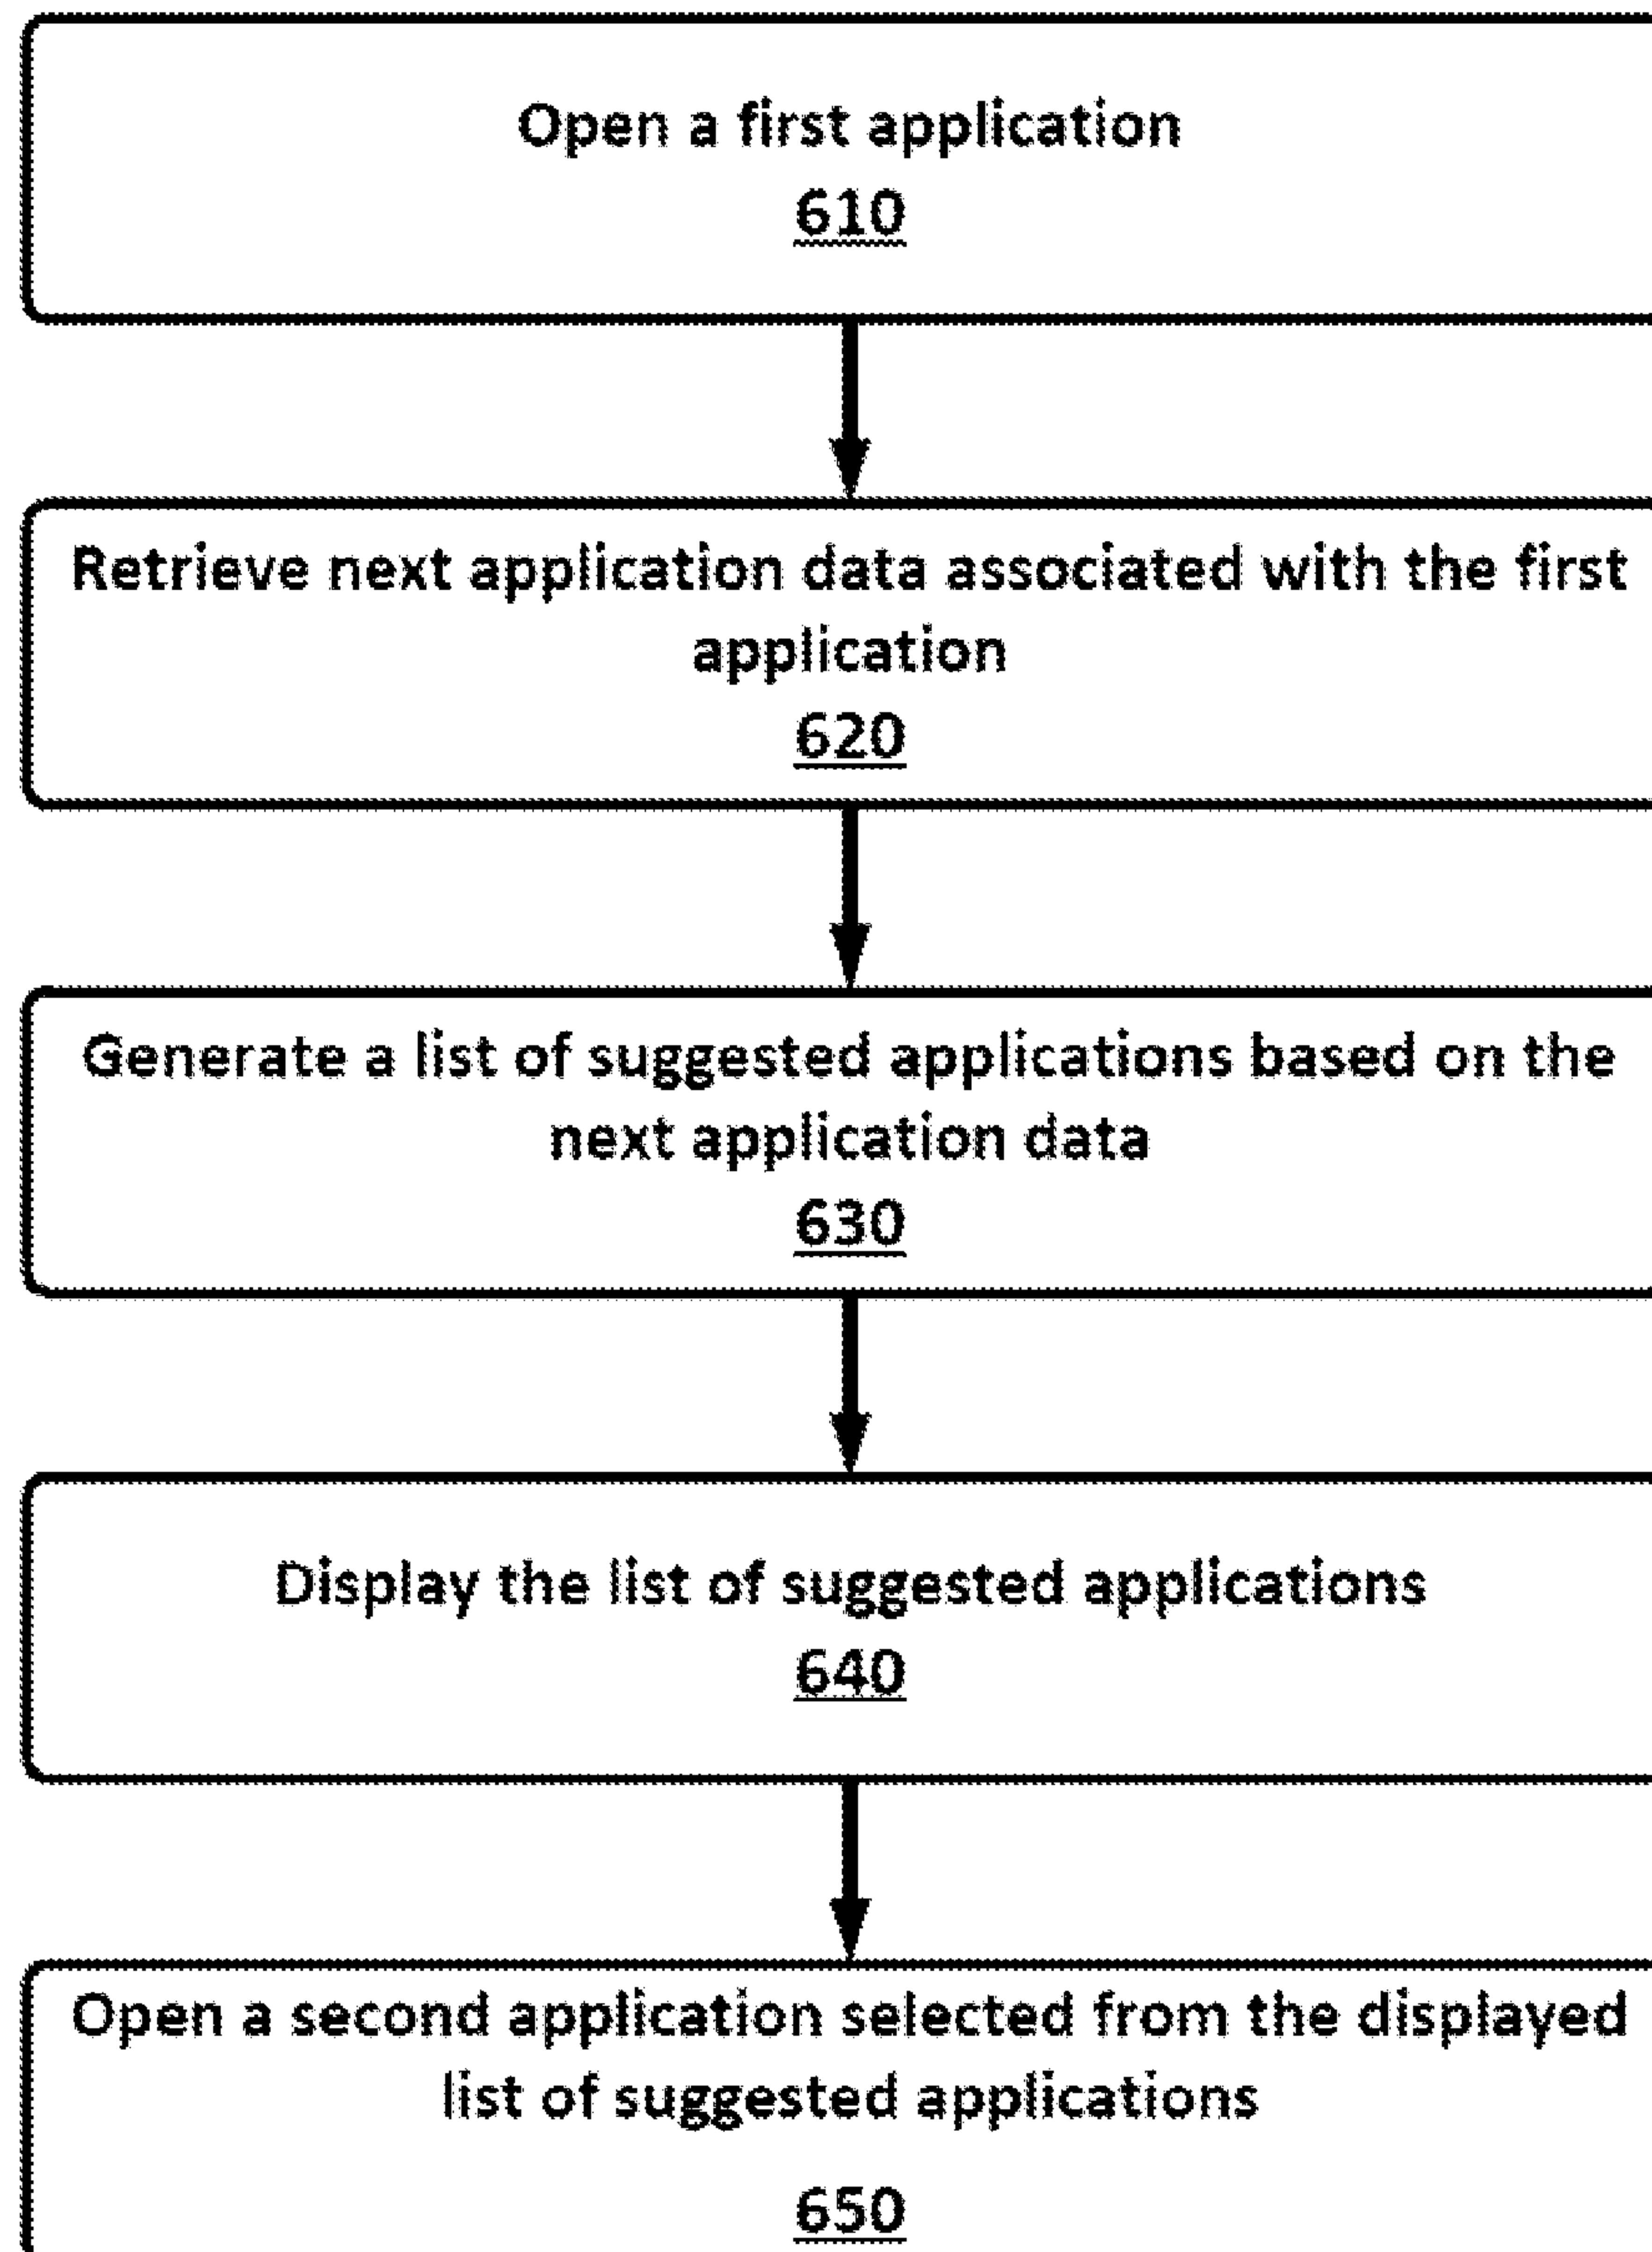 Open a first application
610
Retrieve next application data associated with the first
application
620
Generate a list of suggested applications based on the
next application data
630
Display the list of suggested applications
640
Open a second application selected from the displayed
list of suggested applications
650